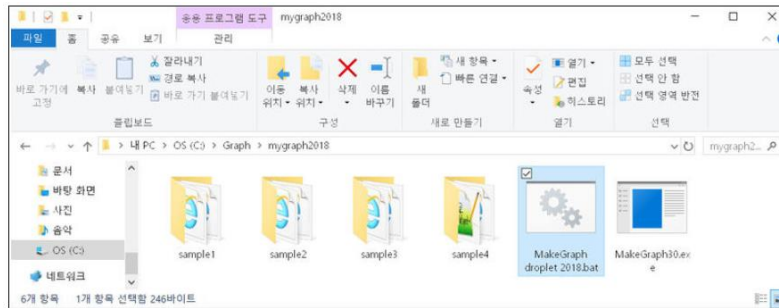 응용 프로그램 도구 mygraph2018
파일 홈 공유 보기 관리
바로 가기에 고정
복사
붙여넣기
잘라내기
경로 복사
바로 가기 붙여넣기
클립보드
이동 위치
복사 위치
삭제
이름 바꾸기
구성
새 폴더
새 항목
빠른 연결
새로 만들기
속성
열기
편집
히스토리
열기
모두 선택
선택 안 함
선택 영역 반전
선택
내 PC > OS (C:) > Graph > mygraph2018
mygraph2...
문서
바탕 화면
사진
음악
OS (C:)
네트워크
sample1
sample2
sample3
sample4
MakeGraph
droplet 2018.bat
MakeGraph30.ex
e
6개 항목 1개 항목 선택함 246바이트